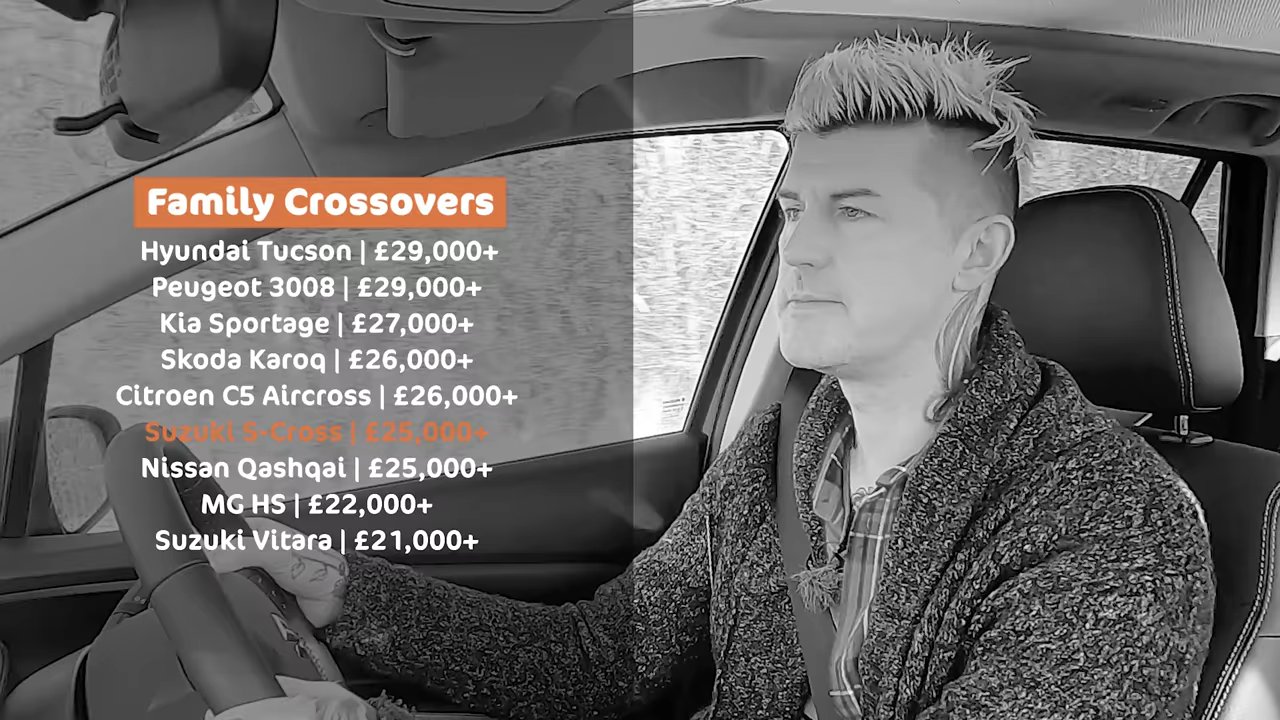 Family Crossovers
Hyundai Tucson | £29,000+
Peugeot 3008 | £29,000+
Kia Sportage | £27,000+
Skoda Karoq | £26,000+
Citroen C5 Aircross | £26,000+
Suzuki S-Cross | £25,000+
Nissan Qashqai | £25,000+
MG HS | £22,000+
Suzuki Vitara | £21,000+